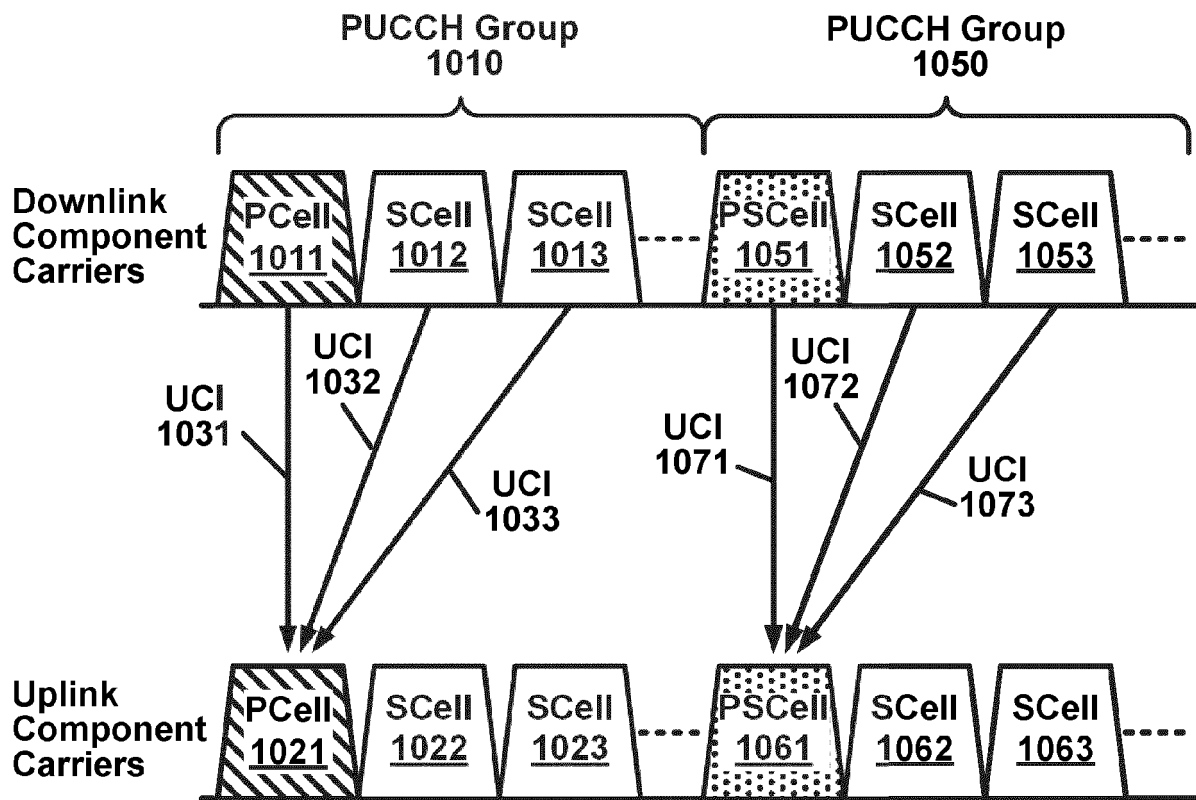 PUCCH Group
1010
PUCCH Group
1050
Downlink
Component
Carriers
PCell
1011
SCell
1012
SCell
1013
PSCell
1051
SCell
1052
SCell
1053
UCI
1031
UCI
1032
UCI
1033
UCI
1071
UCI
1072
UCI
1073
Uplink
Component
Carriers
PCell
1021
SCell
1022
SCell
1023
PSCell
1061
SCell
1062
SCell
1063